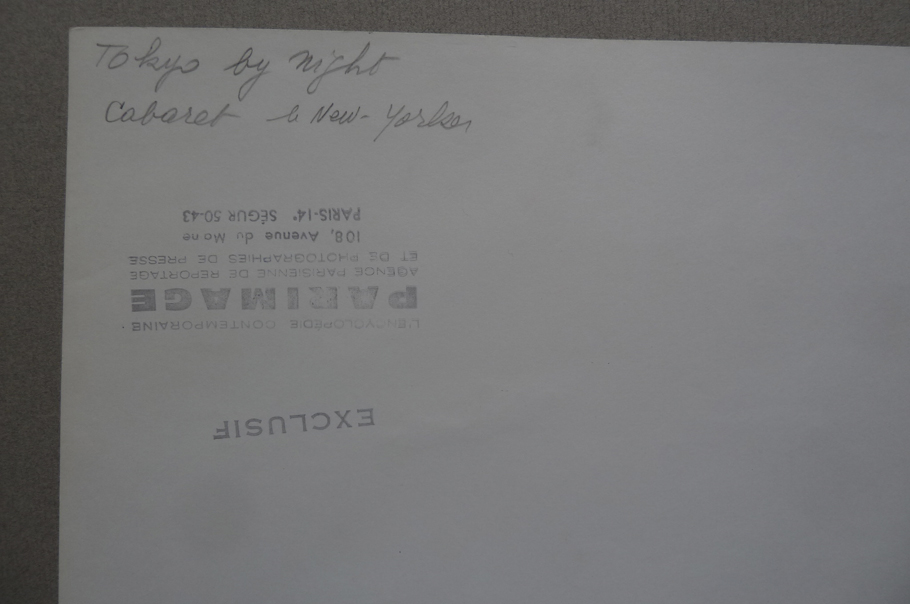 Tokyo by night
Cabaret le New-Yorker
EXCLUSIF
L'ENCYCLOPÉDIE CONTEMPORAINE
PARIMAGE
AGENCE PARISIENNE DE REPORTAGE
ET DE PHOTOGRAPHIES DE PRESSE
108, Avenue du Maine
PARIS-14e SÉGUR 50-43